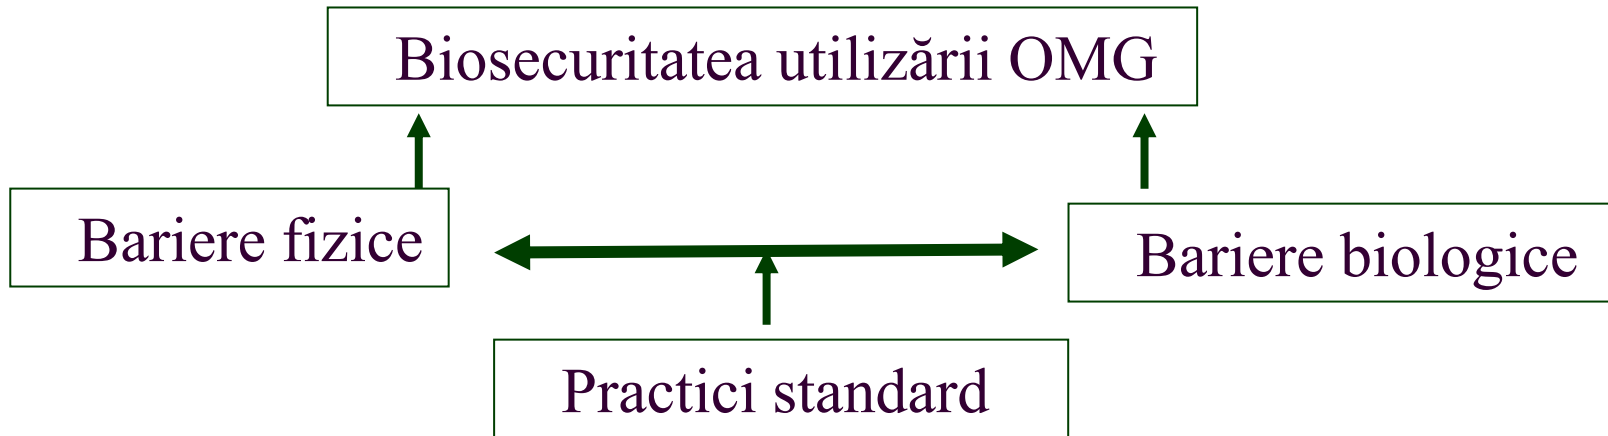 Biosecuritatea utilizării OMG
Bariere fizice
Bariere biologice
Practici standard